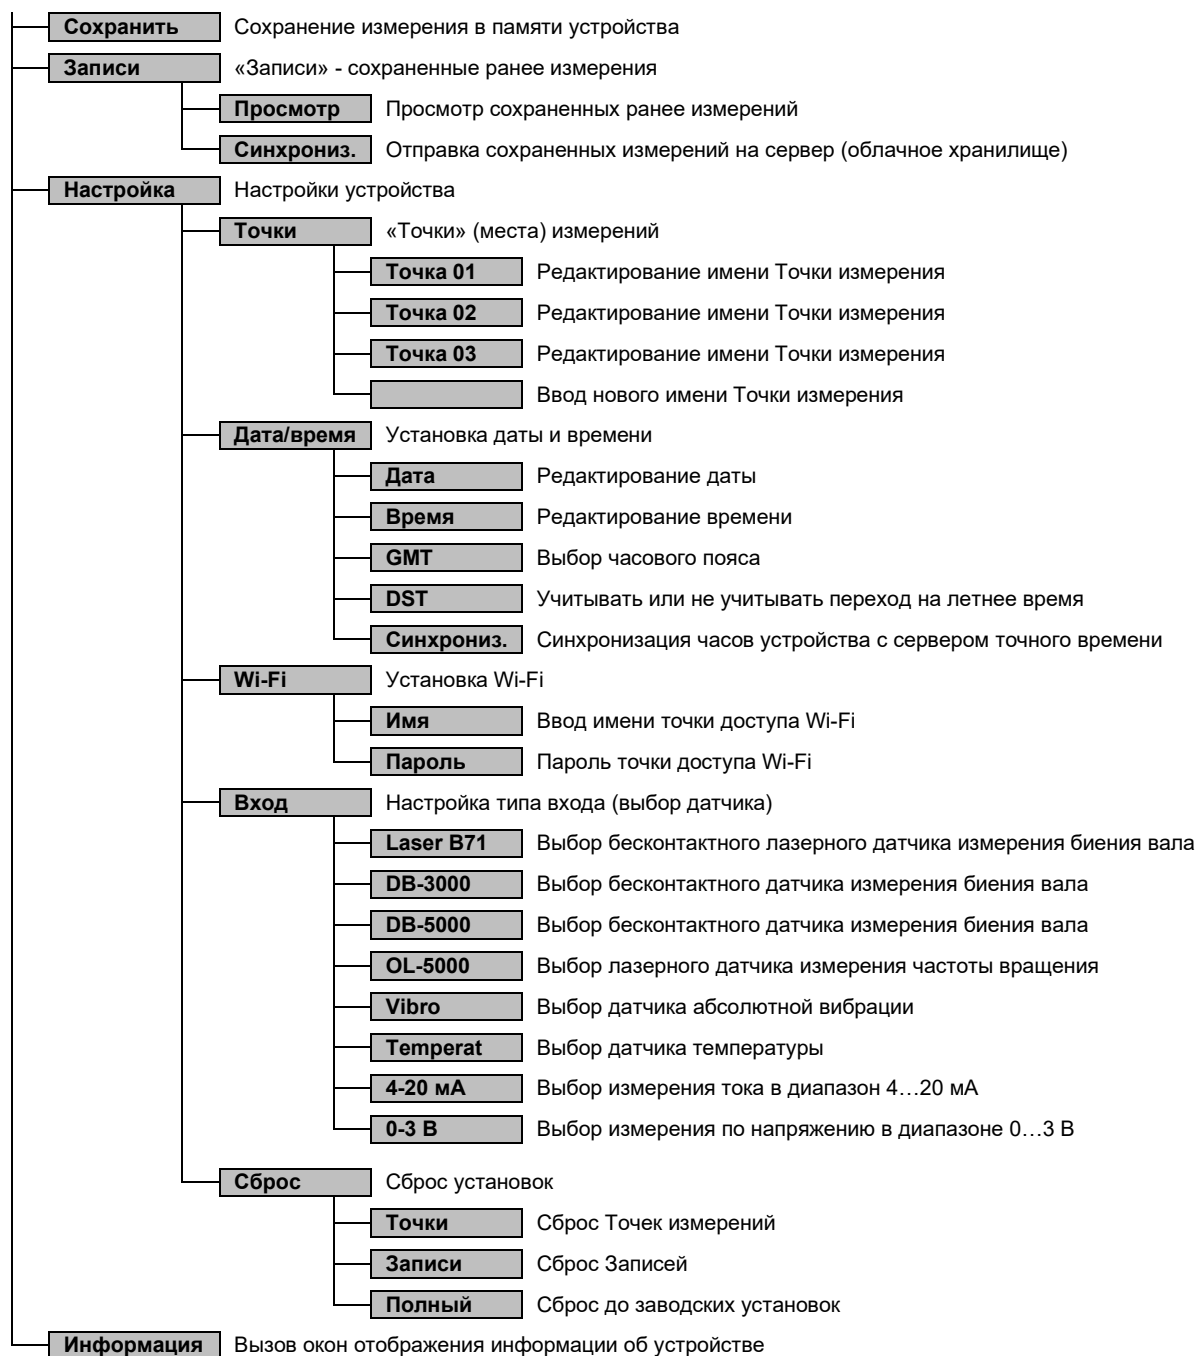 Сохранить Сохранение измерения в памяти устройства
Записи «Записи» - сохраненные ранее измерения
Просмотр Просмотр сохраненных ранее измерений
Синхрониз. Отправка сохраненных измерений на сервер (облачное хранилище)
Настройка Настройки устройства
Точки «Точки» (места) измерений
Точка 01 Редактирование имени Точки измерения
Точка 02 Редактирование имени Точки измерения
Точка 03 Редактирование имени Точки измерения
Ввод нового имени Точки измерения
Дата/время Установка даты и времени
Дата Редактирование даты
Время Редактирование времени
GMT Выбор часового пояса
DST Учитывать или не учитывать переход на летнее время
Синхрониз. Синхронизация часов устройства с сервером точного времени
Wi-Fi Установка Wi-Fi
Имя Ввод имени точки доступа Wi-Fi
Пароль Пароль точки доступа Wi-Fi
Вход Настройка типа входа (выбор датчика)
Laser B71 Выбор бесконтактного лазерного датчика измерения биения вала
DB-3000 Выбор бесконтактного датчика измерения биения вала
DB-5000 Выбор бесконтактного датчика измерения биения вала
OL-5000 Выбор лазерного датчика измерения частоты вращения
Vibro Выбор датчика абсолютной вибрации
Temperat Выбор датчика температуры
4-20 мА Выбор измерения тока в диапазон 4…20 мА
0-3 В Выбор измерения по напряжению в диапазоне 0…3 В
Сброс Сброс установок
Точки Сброс Точек измерений
Записи Сброс Записей
Полный Сброс до заводских установок
Информация Вызов окон отображения информации об устройстве